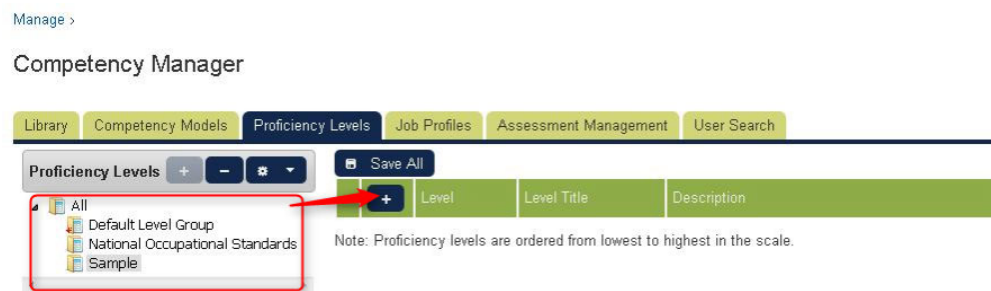 Manage >
Competency Manager
Library Competency Models Proficiency Levels Job Profiles Assessment Management User Search
Proficiency Levels + - Save All
All + Level Level Title Description
Default Level Group
National Occupational Standards Note: Proficiency levels are ordered from lowest to highest in the scale.
Sample